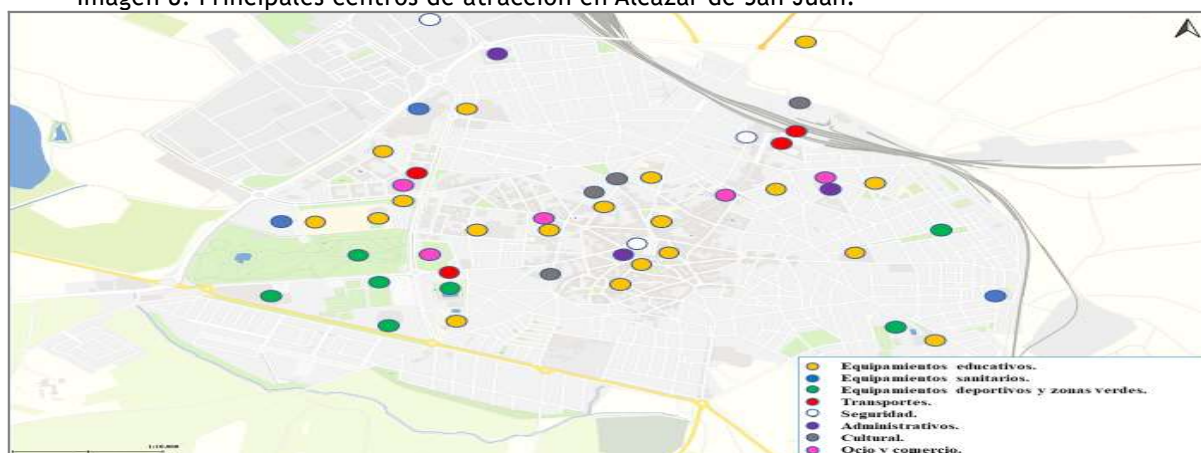 Imagen 6. Principales centros de atracción en Alcázar de San Juan.
Equipamientos educativos.
Equipamientos sanitarios.
Equipamientos deportivos y zonas verdes.
Transportes.
Seguridad.
Administrativos.
Cultural.
Ocio y comercio.